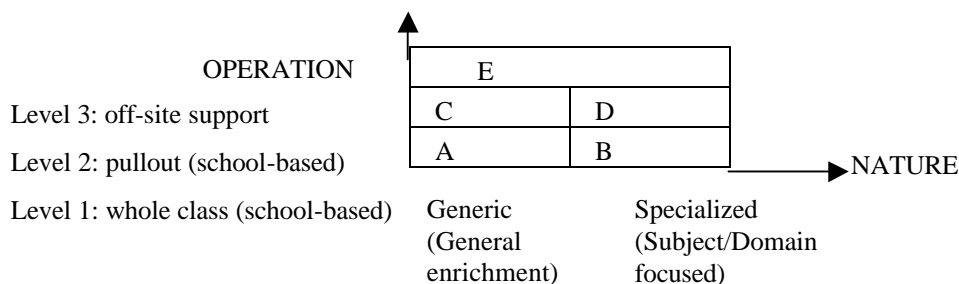 OPERATION
E
Level 3: off-site support
C D
Level 2: pullout (school-based)
A B
NATURE
Level 1: whole class (school-based)
Generic
(General
enrichment)
Specialized
(Subject/Domain
focused)